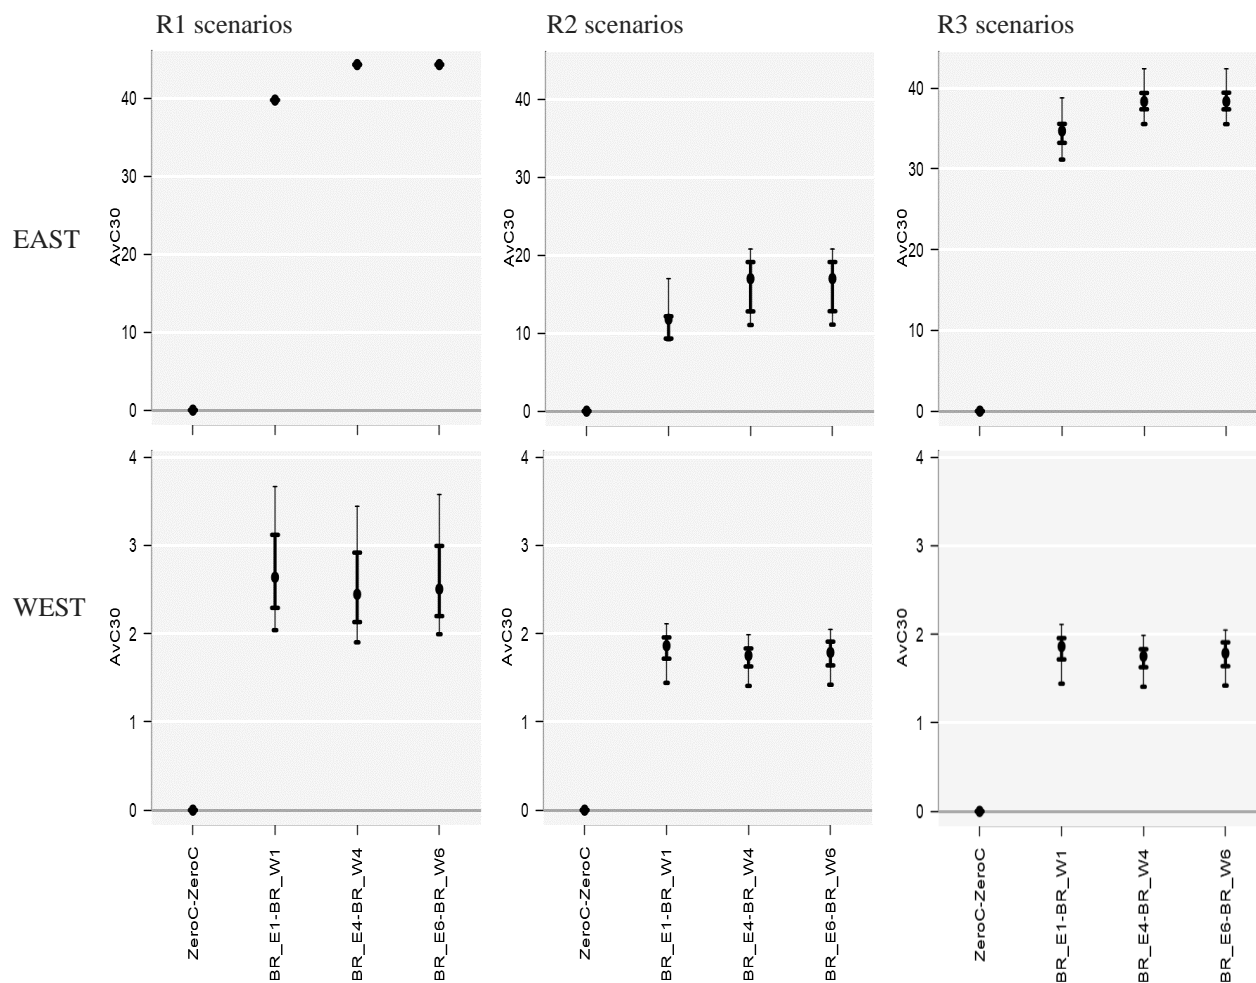 R1 scenarios
R2 scenarios
R3 scenarios
EAST
AvC30
40
30
20
10
0
AvC30
40
30
20
10
0
AvC30
40
30
20
10
0
WEST
AvC30
4
3
2
1
0
AvC30
4
3
2
1
0
AvC30
4
3
2
1
0
ZeroC-ZeroC
BR_E1-BR_W1
BR_E4-BR_W4
BR_E6-BR_W6
ZeroC-ZeroC
BR_E1-BR_W1
BR_E4-BR_W4
BR_E6-BR_W6
ZeroC-ZeroC
BR_E1-BR_W1
BR_E4-BR_W4
BR_E6-BR_W6